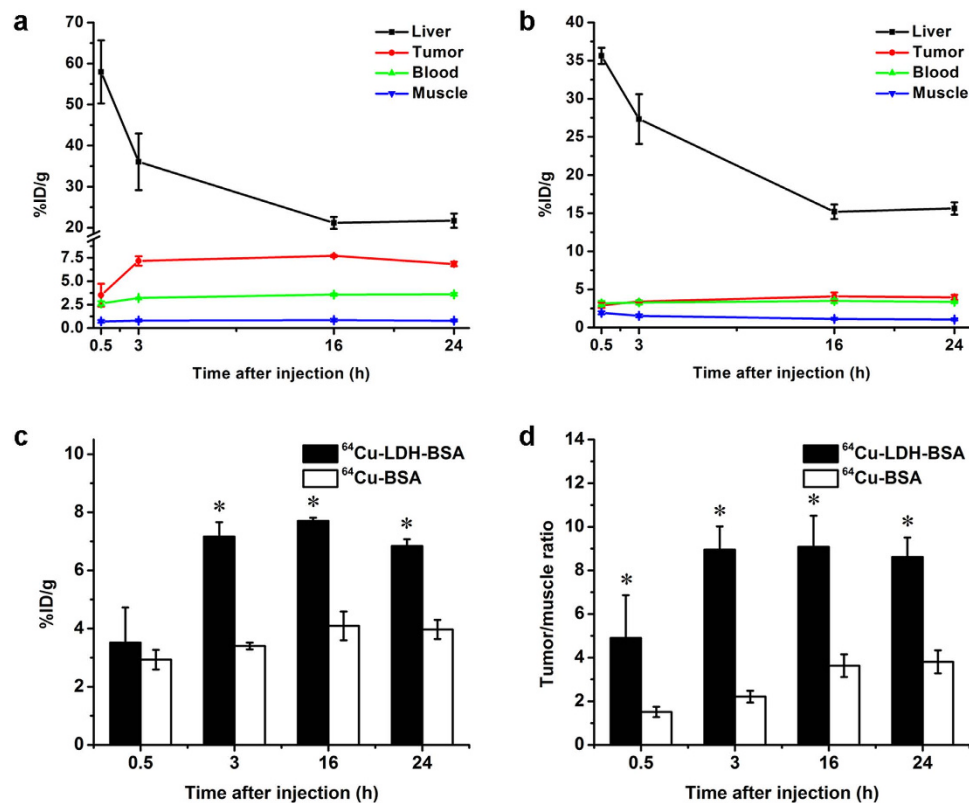 a
70
60
50
40
30
20
7.5
5.0
2.5
0.0
%ID/g
Liver
Tumor
Blood
Muscle
0.5
3
16
24
Time after injection (h)
b
40
35
30
25
20
15
10
5
0
%ID/g
Liver
Tumor
Blood
Muscle
0.5
3
16
24
Time after injection (h)
c
10
8
6
4
2
0
%ID/g
⁶⁴Cu-LDH-BSA
⁶⁴Cu-BSA
*
*
*
0.5
3
16
24
Time after injection (h)
d
14
12
10
8
6
4
2
0
Tumor/muscle ratio
⁶⁴Cu-LDH-BSA
⁶⁴Cu-BSA
*
*
*
*
0.5
3
16
24
Time after injection (h)